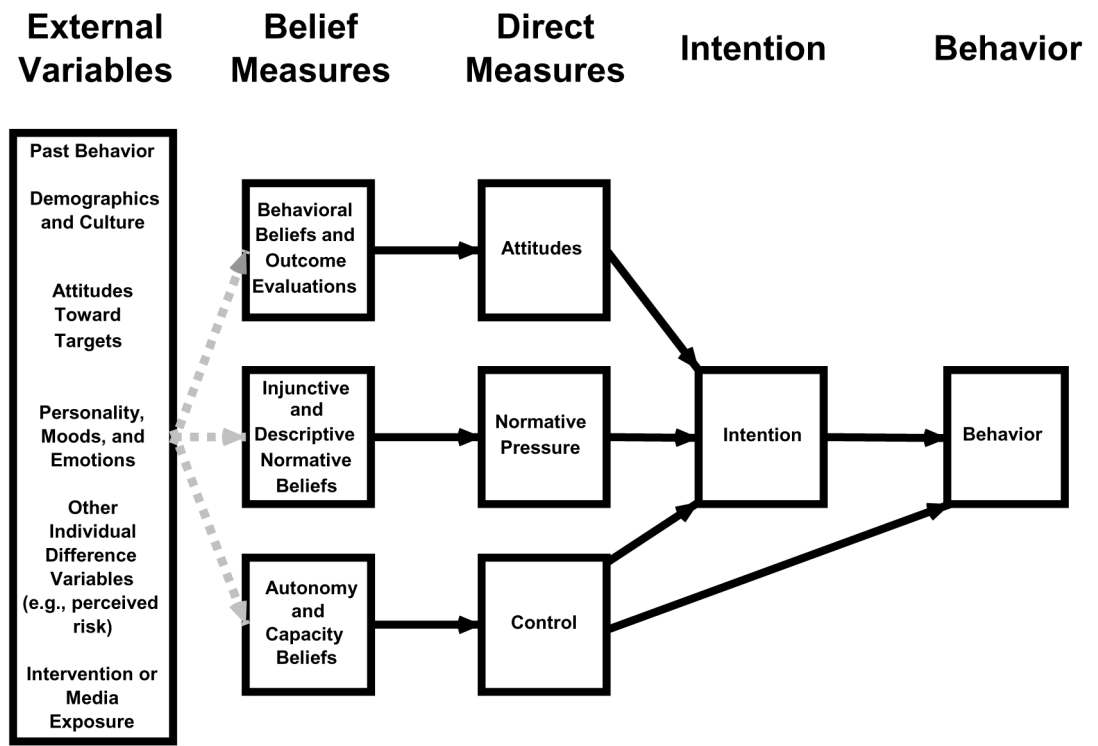 External
Variables
Belief
Measures
Direct
Measures
Intention
Behavior
Past Behavior
Demographics
and Culture
Attitudes
Toward
Targets
Personality,
Moods, and
Emotions
Other
Individual
Difference
Variables
(e.g., perceived
risk)
Intervention or
Media
Exposure
Behavioral
Beliefs and
Outcome
Evaluations
Injunctive
and
Descriptive
Normative
Beliefs
Autonomy
and
Capacity
Beliefs
Attitudes
Normative
Pressure
Control
Intention
Behavior